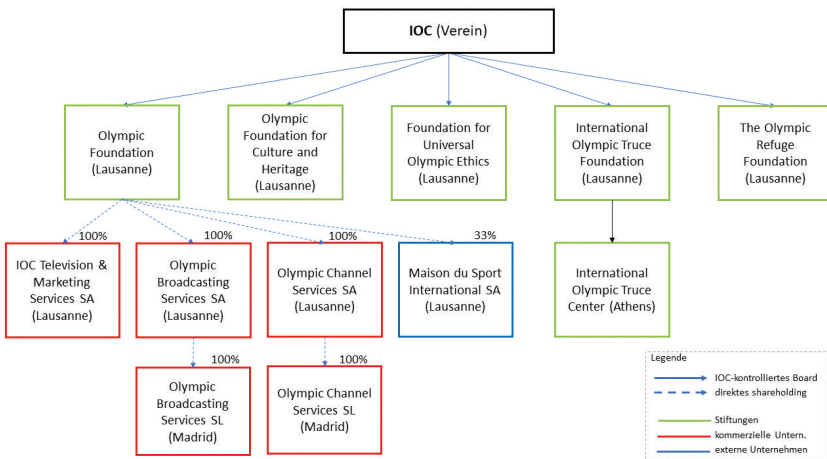 IOC (Verein)
Olympic
Foundation
(Lausanne)
Olympic
Foundation for
Culture and
Heritage
(Lausanne)
Foundation for
Universal
Olympic Ethics
(Lausanne)
International
Olympic Truce
Foundation
(Lausanne)
The Olympic
Refuge
Foundation
(Lausanne)
100%
100%
100%
33%
IOC Television &
Marketing
Services SA
(Lausanne)
Olympic
Broadcasting
Services SA
(Lausanne)
Olympic Channel
Services SA
(Lausanne)
Maison du Sport
International SA
(Lausanne)
International
Olympic Truce
Center (Athens)
100%
100%
Olympic
Broadcasting
Services SL
(Madrid)
Olympic Channel
Services SL
(Madrid)
Legende
IOC-kontrolliertes Board
direktes shareholding
Stiftungen
kommerzielle Untern.
externe Unternehmen